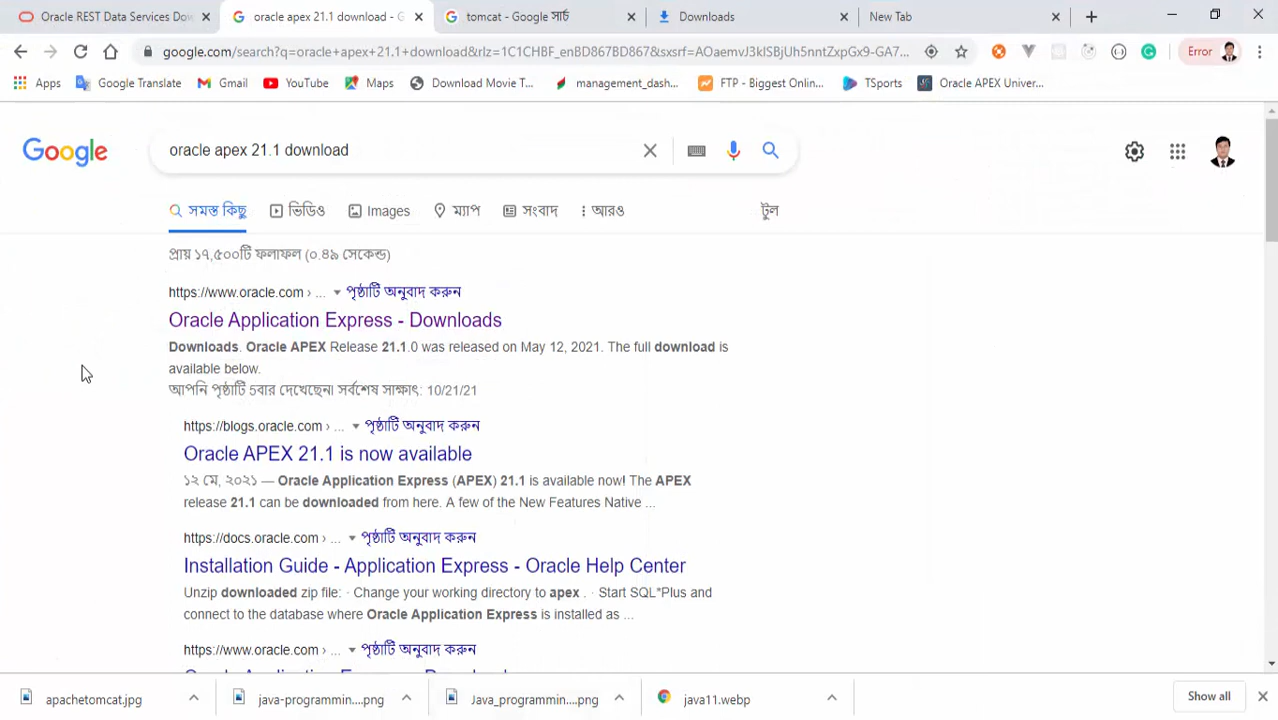 Oracle REST Data Services Dow
oracle apex 21.1 download - G
tomcat - Google সার্চ
Downloads
New Tab
google.com/search?q=oracle+apex+21.1+download&rlz=1C1CHBF_enBD867BD867&sxsrf=AOaemvJ3klSBjUh5nntZxpGx9-GA7...
Error
Apps
Google Translate
Gmail
YouTube
Maps
Download Movie T...
management_dash...
FTP - Biggest Onlin...
TSports
Oracle APEX Univer...
Google
oracle apex 21.1 download
সমস্ত কিছু
ভিডিও
Images
ম্যাপ
সংবাদ
আরও
টুল
প্রায় ১৭,৫০০টি ফলাফল (০.৪৯ সেকেন্ড)
https://www.oracle.com › ... পৃষ্ঠাটি অনুবাদ করুন
Oracle Application Express - Downloads
Downloads. Oracle APEX Release 21.1.0 was released on May 12, 2021. The full download is
available below.
আপনি পৃষ্ঠাটি 5বার দেখেছেন৷ সর্বশেষ সাক্ষাৎ: 10/21/21
https://blogs.oracle.com › ... পৃষ্ঠাটি অনুবাদ করুন
Oracle APEX 21.1 is now available
১২ মে, ২০২১ — Oracle Application Express (APEX) 21.1 is available now! The APEX
release 21.1 can be downloaded from here. A few of the New Features Native ...
https://docs.oracle.com › ... পৃষ্ঠাটি অনুবাদ করুন
Installation Guide - Application Express - Oracle Help Center
Unzip downloaded zip file: · Change your working directory to apex . · Start SQL*Plus and
connect to the database where Oracle Application Express is installed as ...
https://www.oracle.com › ... পৃষ্ঠাটি অনুবাদ করুন
Oracle Application Express - Downloads
apachetomcat.jpg
java-programmin....png
Java_programmin....png
java11.webp
Show all